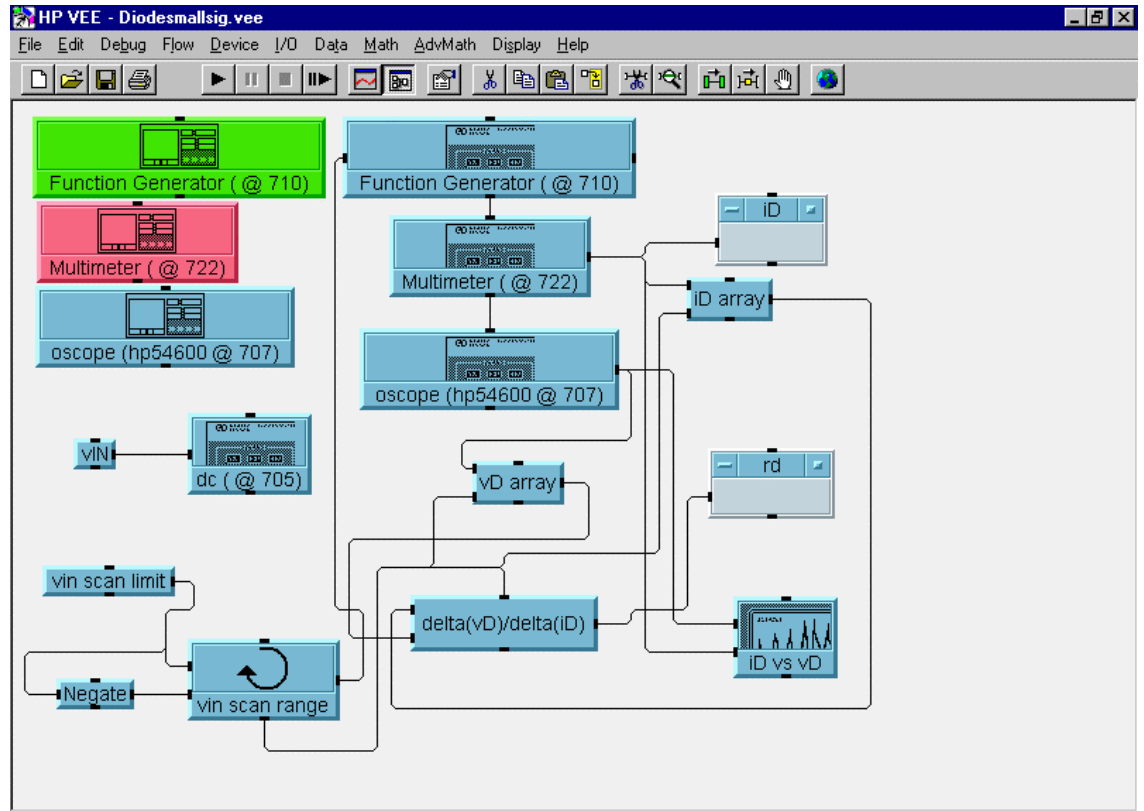 HP VEE - Diodesmallsig.vee
File Edit Debug Flow Device I/O Data Math AdvMath Display Help
Function Generator ( @ 710)
Function Generator ( @ 710)
Multimeter ( @ 722)
Multimeter ( @ 722)
iD
iD array
oscope (hp54600 @ 707)
oscope (hp54600 @ 707)
vIN
dc ( @ 705)
vD array
rd
vin scan limit
delta(vD)/delta(iD)
iD vs vD
Negate
vin scan range